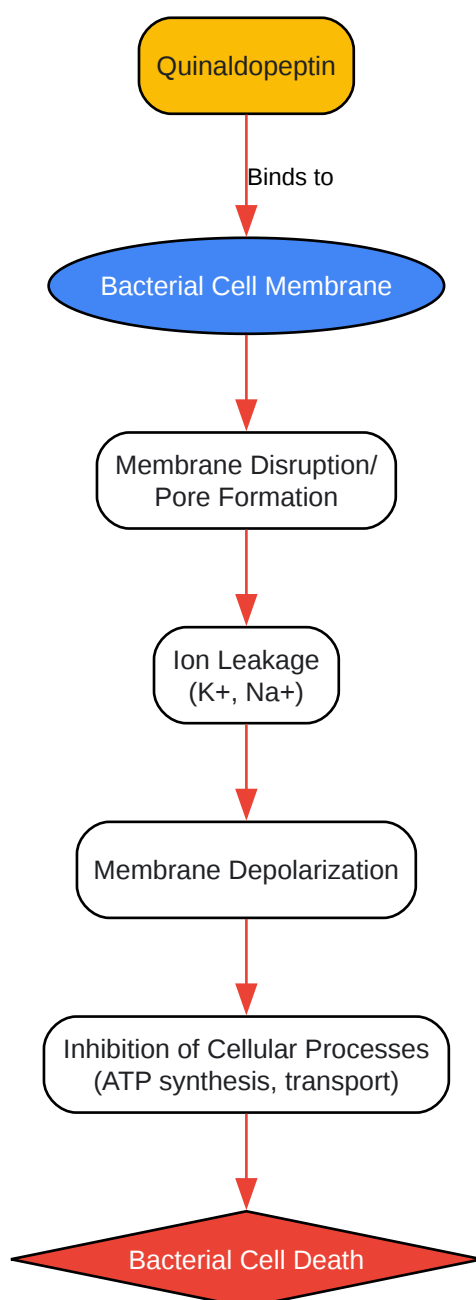 Quinaldopeptin
Binds to
Bacterial Cell Membrane
Membrane Disruption/
Pore Formation
Ion Leakage
(K+, Na+)
Membrane Depolarization
Inhibition of Cellular Processes
(ATP synthesis, transport)
Bacterial Cell Death